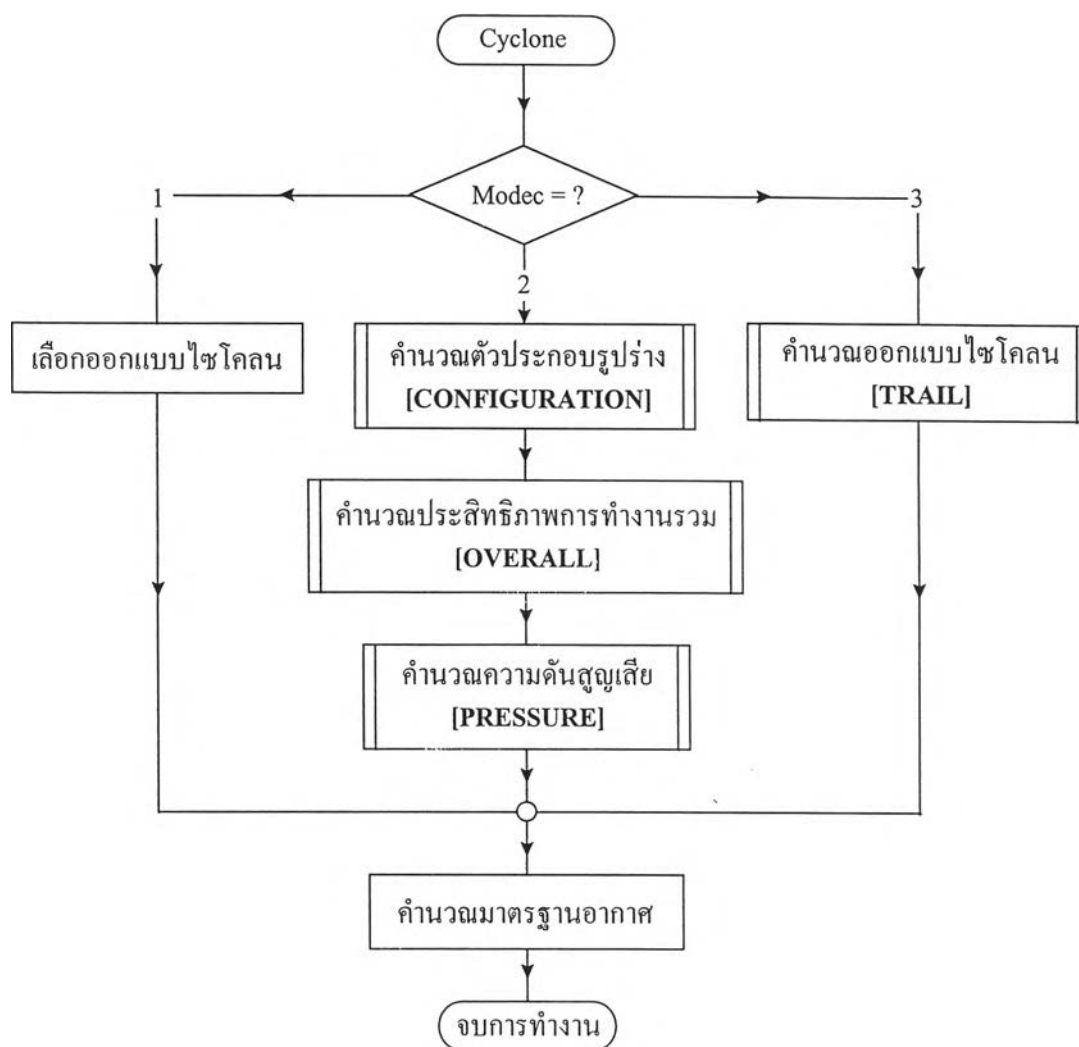 Cyclone
Modec = ?
1
2
3
เลือกออกแบบไซโคลน
คำนวณตัวประกอบรูปร่าง
[CONFIGURATION]
คำนวณออกแบบไซโคลน
[TRAIL]
คำนวณประสิทธิภาพการทำงานรวม
[OVERALL]
คำนวณความดันสูญเสีย
[PRESSURE]
คำนวณมาตรฐานอากาศ
จบการทำงาน